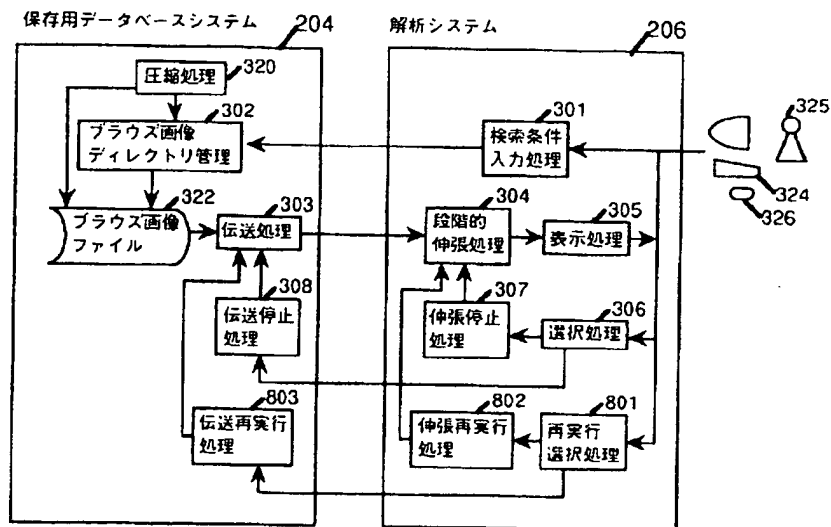 保存用データベースシステム
204
解析システム
206
圧縮処理
320
302
ブラウズ画像
ディレクトリ管理
301
検索条件
入力処理
325
324
326
322
ブラウズ画像
ファイル
303
伝送処理
304
段階的
伸張処理
305
表示処理
308
伝送停止
処理
307
伸張停止
処理
306
選択処理
803
伝送再実行
処理
802
伸張再実行
処理
801
再実行
選択処理